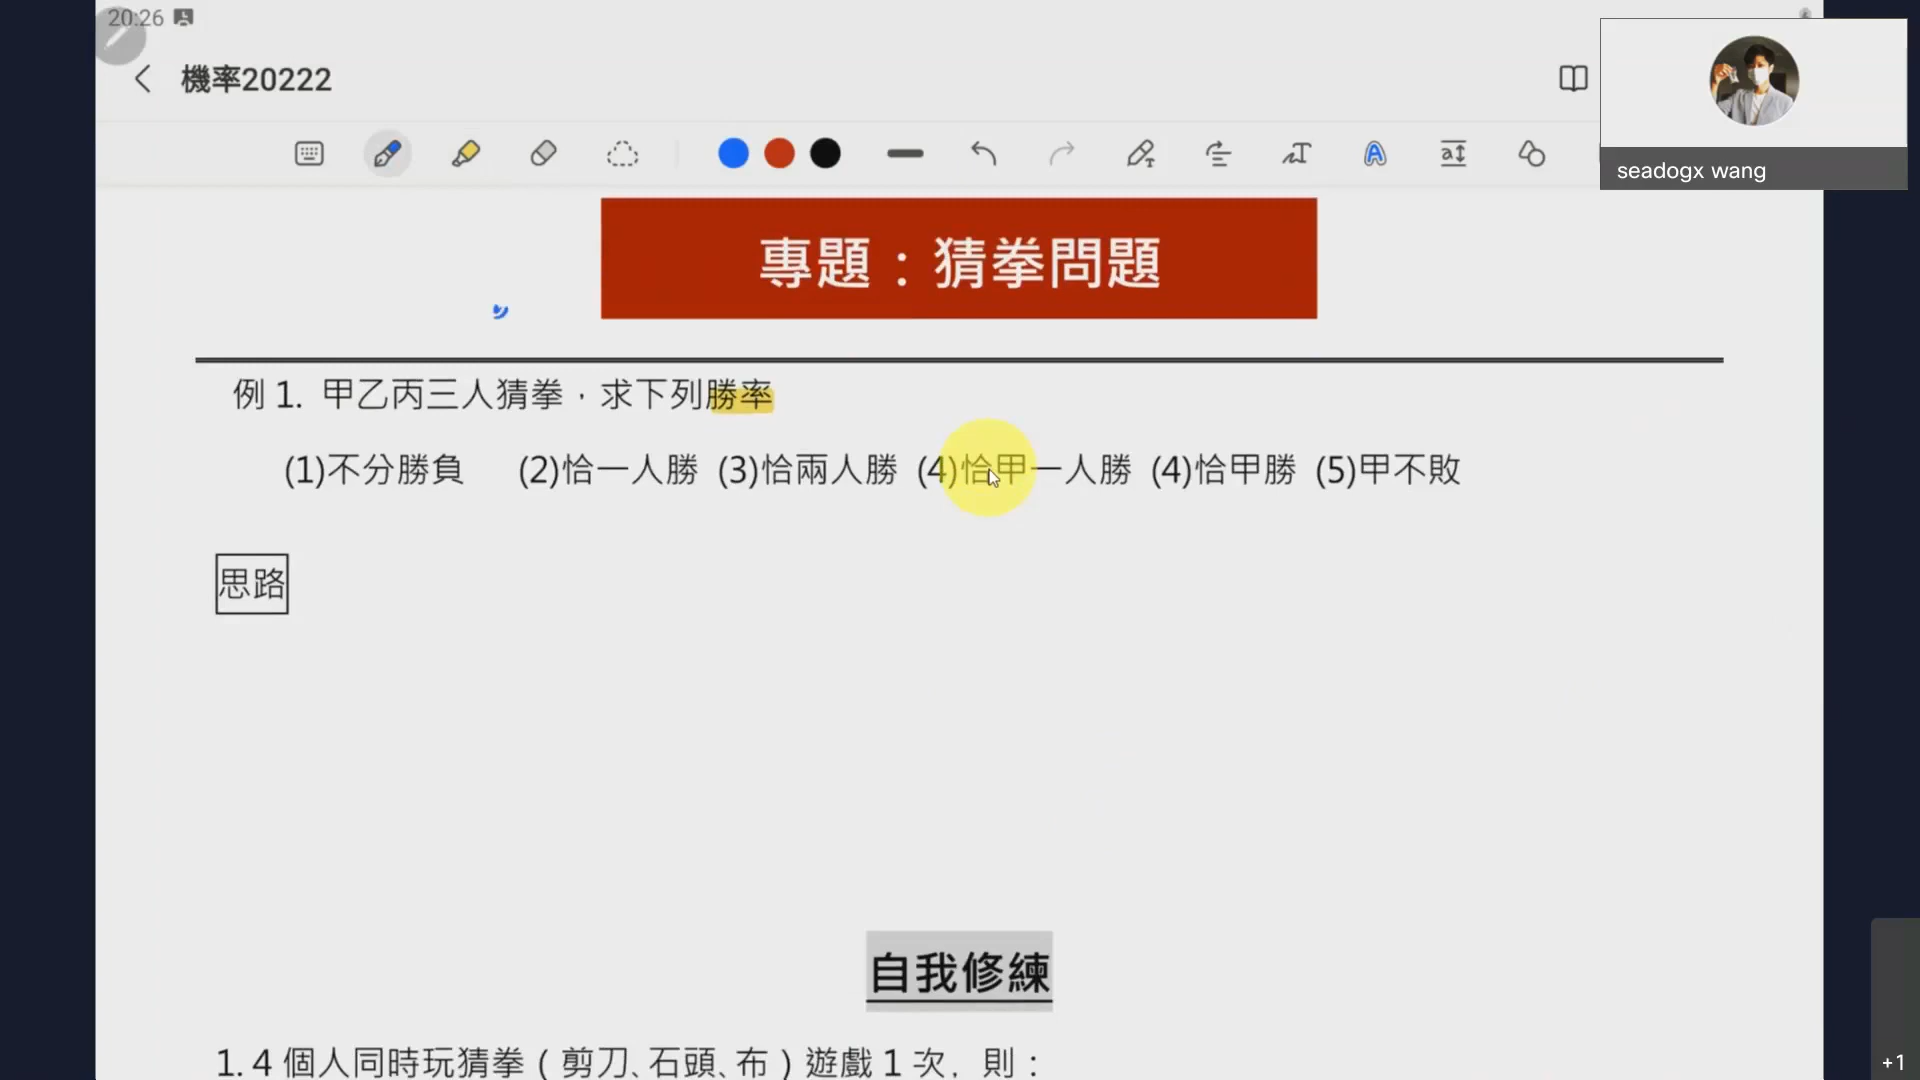 20:26
機率20222
seadogx wang
專題：猜拳問題
例 1. 甲乙丙三人猜拳，求下列勝率
(1)不分勝負 (2)恰一人勝 (3)恰兩人勝 (4)恰甲一人勝 (4)恰甲勝 (5)甲不敗
思路
自我修練
1. 4 個人同時玩猜拳 ( 剪刀、石頭、布 ) 遊戲 1 次，則：
+1